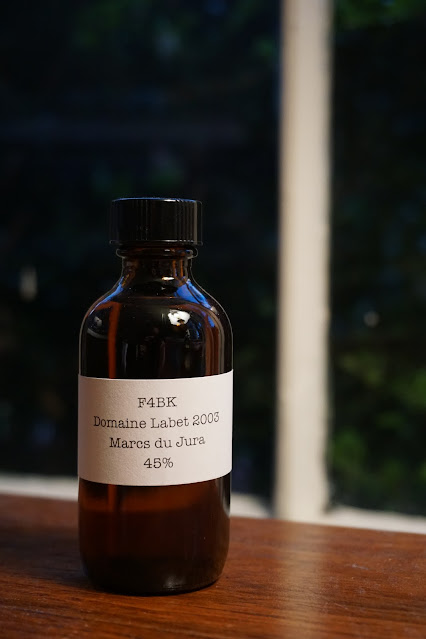 F4BK
Domaine Labet 2003
Marcs du Jura
45%